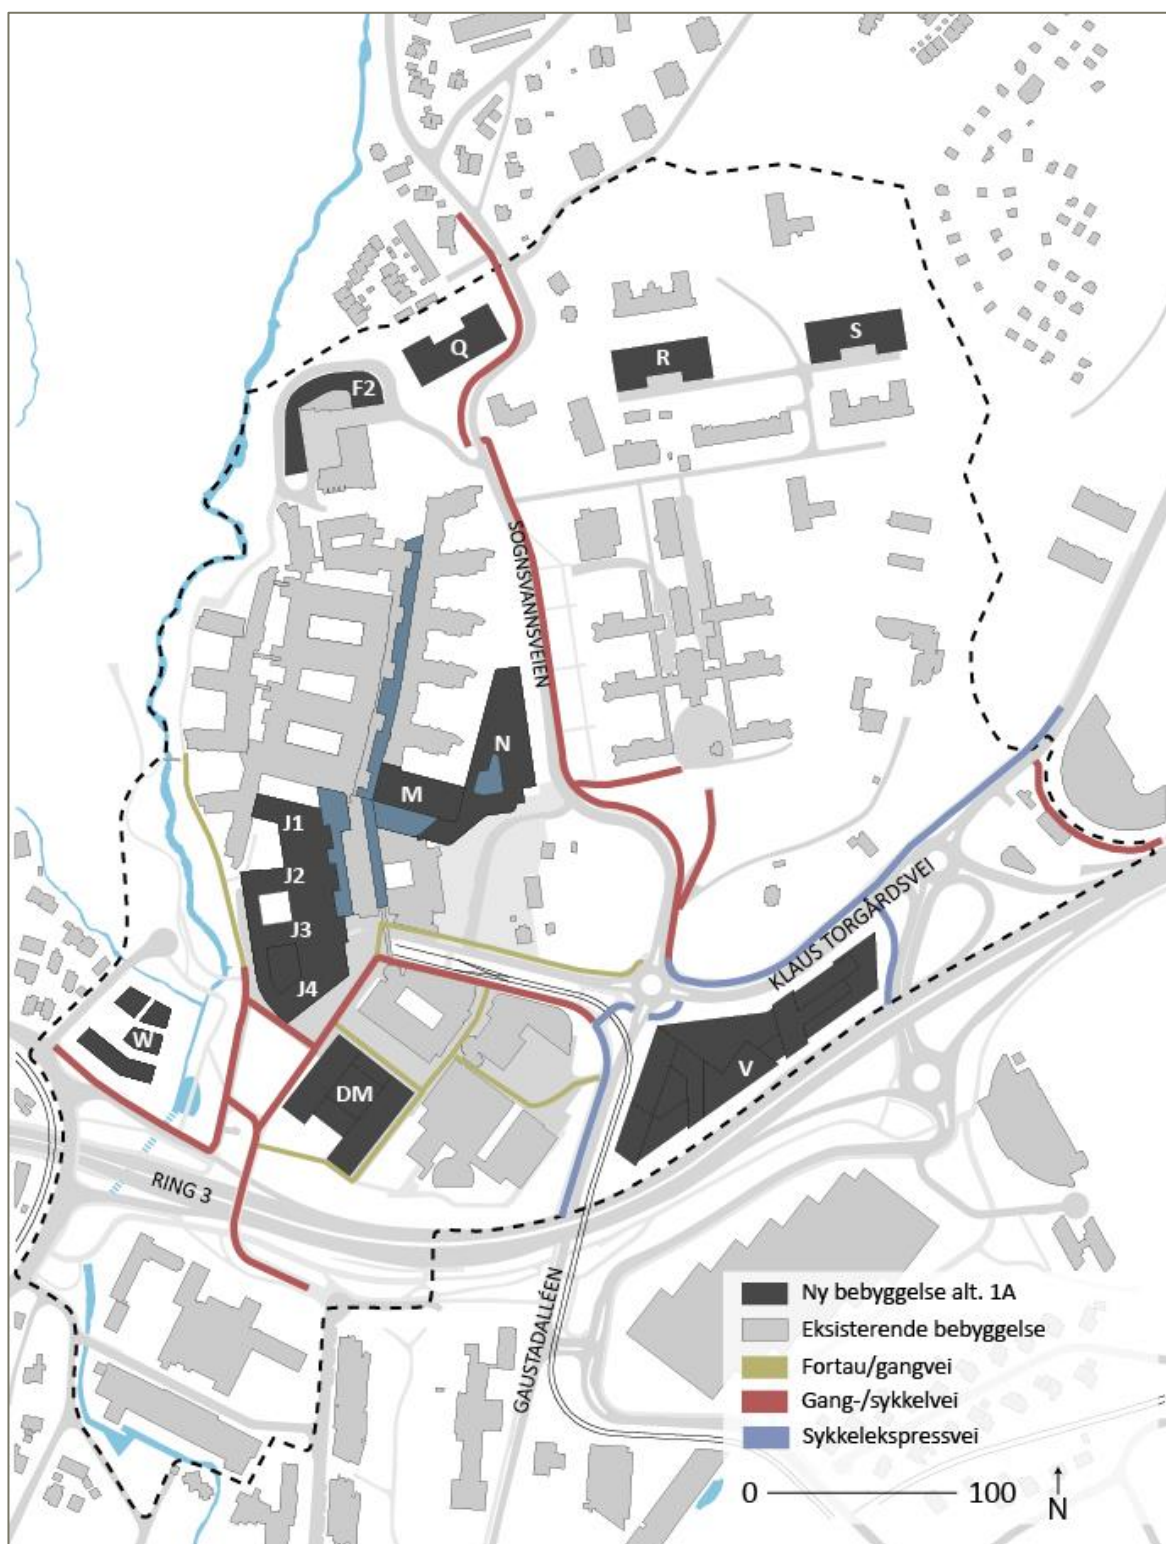 Q
S
R
F2
SOGNSVANNSVEIEN
N
M
J1
J2
J3
J4
KLAUS TORGÅRDSVEI
W
V
DM
RING 3
GAUSTADALLÉEN
Ny bebyggelse alt. 1A
Eksisterende bebyggelse
Fortau/gangvei
Gang-/sykkelvei
Sykkelekspressvei
0 100 N